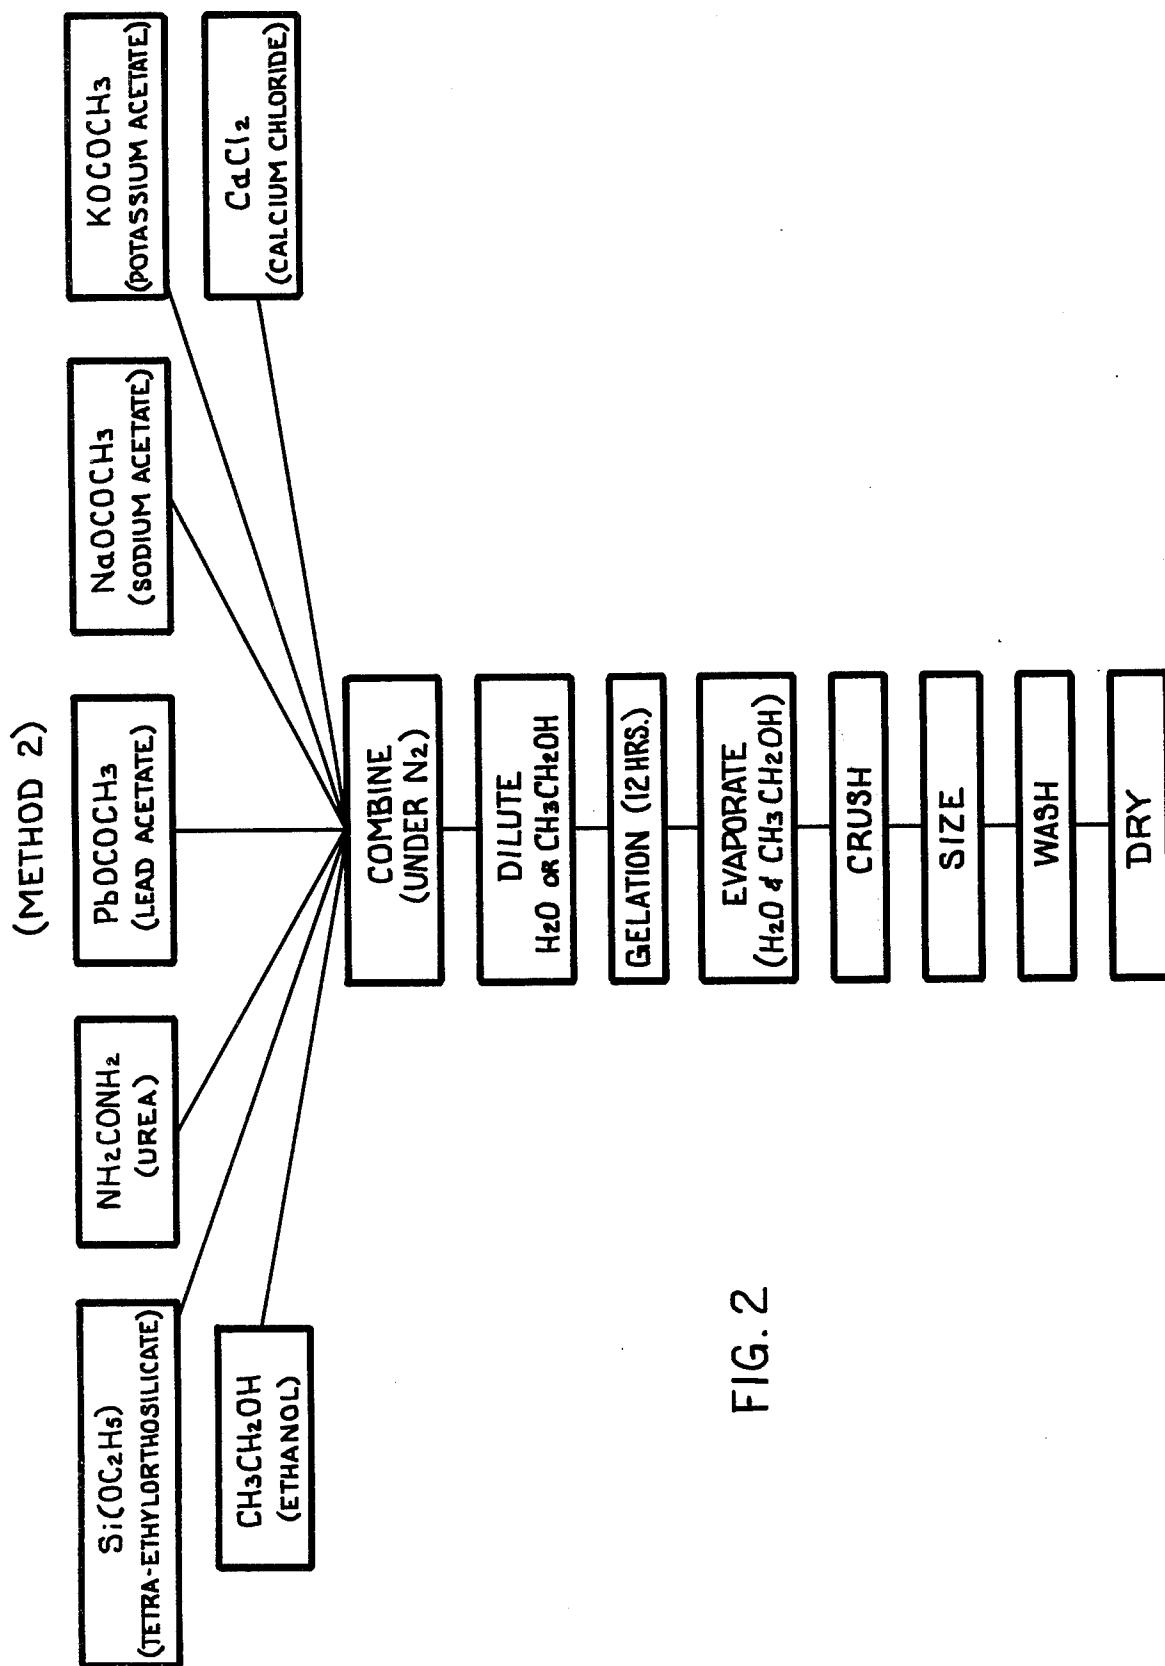 (METHOD 2)
Si(OC2H5)
(TETRA-ETHYLORTHOSILICATE)
NH2CONH2
(UREA)
PbOCOCH3
(LEAD ACETATE)
NaOCOCH3
(SODIUM ACETATE)
KOCOCH3
(POTASSIUM ACETATE)
CH3CH2OH
(ETHANOL)
CaCl2
(CALCIUM CHLORIDE)
COMBINE
(UNDER N2)
DILUTE
H2O OR CH3CH2OH
GELATION (12 HRS.)
EVAPORATE
(H2O & CH3CH2OH)
CRUSH
SIZE
WASH
DRY
FIG. 2